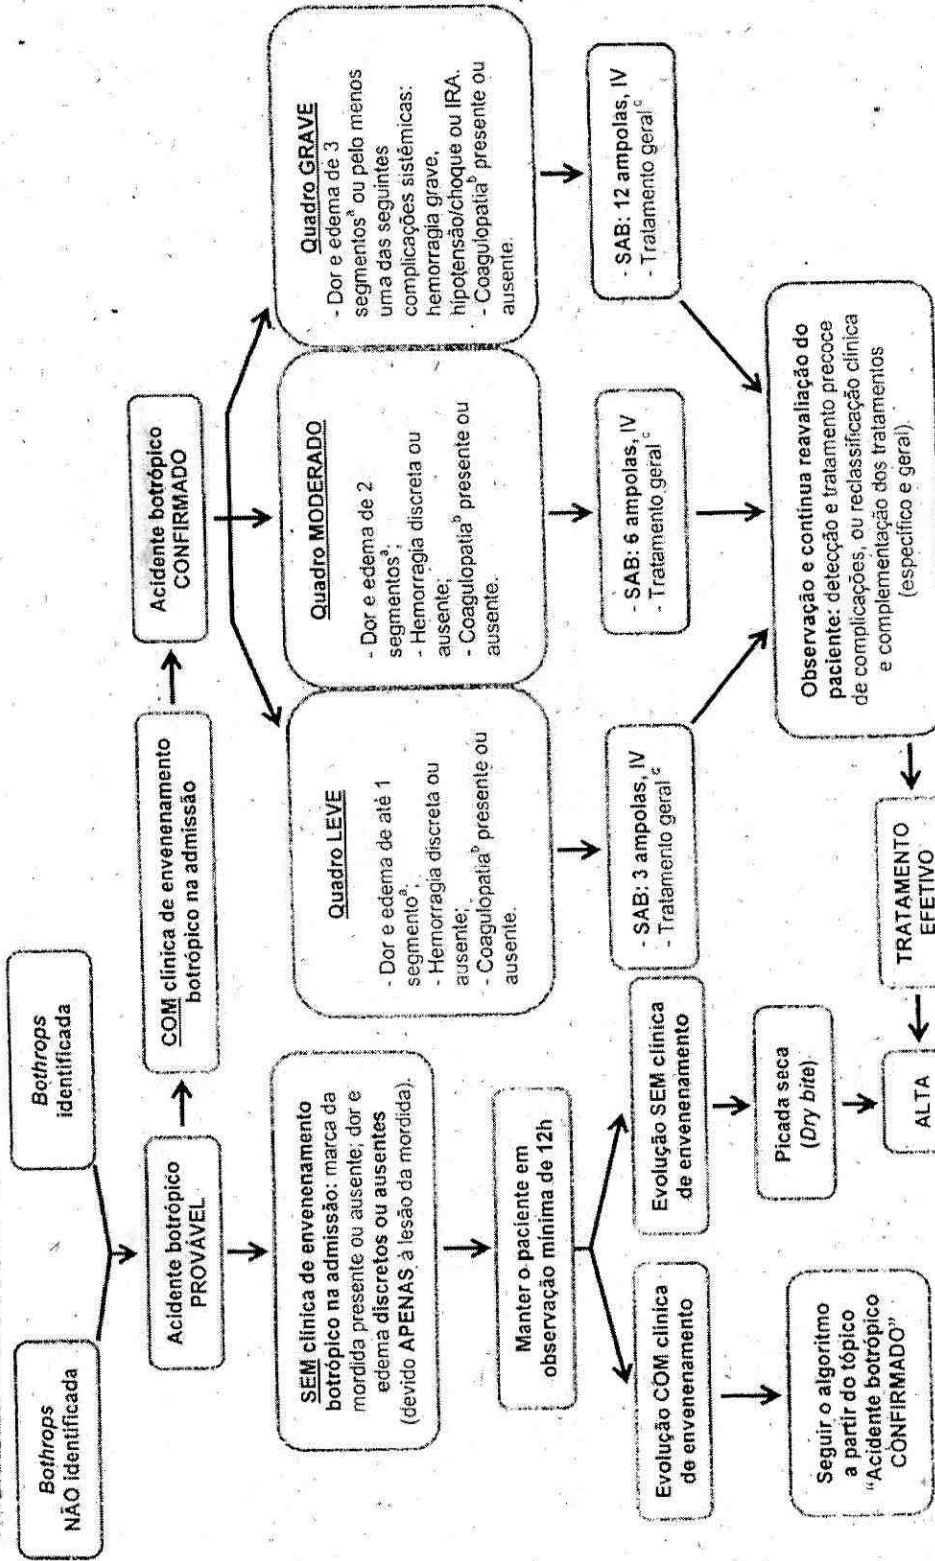 Bothrops
NÃO identificada
Bothrops
identificada
Acidente botrópico
PROVÁVEL
COM clínica de envenenamento
botrópico na admissão
Acidente botrópico
CONFIRMADO
SEM clínica de envenenamento
botrópico na admissão: marca da
mordida presente ou ausente; dor e
edema discretos ou ausentes
(devido APENAS à lesão da mordida).
Quadro LEVE
- Dor e edema de até 1
segmentoª;
- Hemorragia discreta ou
ausente;
- Coagulopatiaᵇ presente ou
ausente.
Quadro MODERADO
- Dor e edema de 2
segmentosª;
- Hemorragia discreta ou
ausente;
- Coagulopatiaᵇ presente ou
ausente.
Quadro GRAVE
- Dor e edema de 3
segmentosª ou pelo menos
uma das seguintes
complicações sistêmicas:
hemorragia grave,
hipotensão/choque ou IRA.
- Coagulopatiaᵇ presente ou
ausente.
Manter o paciente em
observação mínima de 12h
- SAB: 3 ampolas, IV
- Tratamento geral ᶜ
- SAB: 6 ampolas, IV
- Tratamento geral ᶜ
- SAB: 12 ampolas, IV
- Tratamento geral ᶜ
Evolução COM clínica
de envenenamento
Evolução SEM clínica
de envenenamento
Seguir o algoritmo
a partir do tópico
“Acidente botrópico
CONFIRMADO”
Picada seca
(Dry bite)
ALTA
TRATAMENTO
EFETIVO
Observação e contínua reavaliação do
paciente: detecção e tratamento precoce
de complicações, ou reclassificação clínica
e complementação dos tratamentos
(específico e geral).